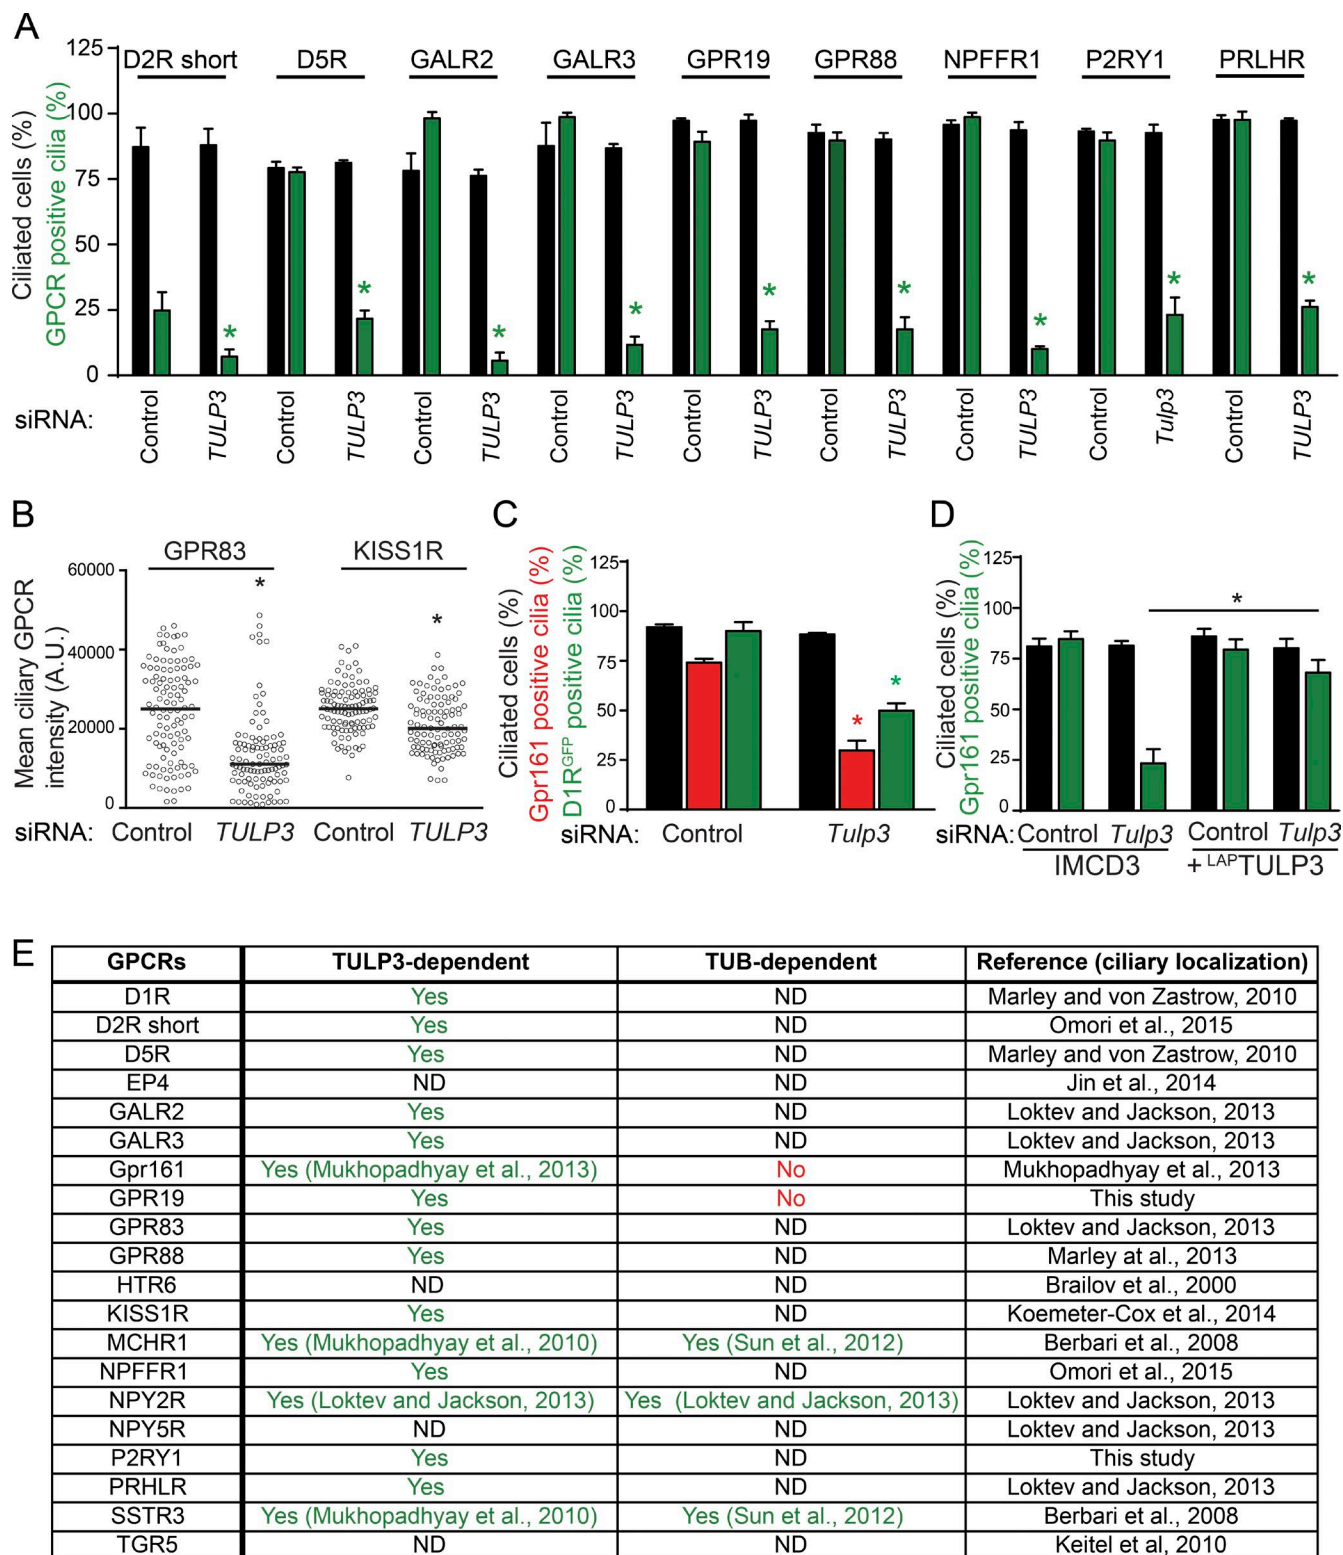 A
125
D2R short D5R GALR2 GALR3 GPR19 GPR88 NPFFR1 P2RY1 PRLHR
Ciliated cells (%)
GPCR positive cilia (%)
100
75
50
25
0
* * * * * * * * *
siRNA: Control TULP3 Control TULP3 Control TULP3 Control TULP3 Control TULP3 Control TULP3 Control TULP3 Control Tulp3 Control TULP3
B
GPR83 KISS1R
Mean ciliary GPCR
intensity (A.U.)
60000
40000
20000
0
* *
siRNA: Control TULP3 Control TULP3
C
Ciliated cells (%)
Gpr161 positive cilia (%)
D1RGFP positive cilia (%)
125
100
75
50
25
0
* *
siRNA: Control Tulp3
D
Ciliated cells (%)
Gpr161 positive cilia (%)
125
100
75
50
25
0
*
siRNA: Control Tulp3 Control Tulp3
IMCD3 + LAPTULP3
E
GPCRs TULP3-dependent TUB-dependent Reference (ciliary localization)
D1R Yes ND Marley and von Zastrow, 2010
D2R short Yes ND Omori et al., 2015
D5R Yes ND Marley and von Zastrow, 2010
EP4 ND ND Jin et al., 2014
GALR2 Yes ND Loktev and Jackson, 2013
GALR3 Yes ND Loktev and Jackson, 2013
Gpr161 Yes (Mukhopadhyay et al., 2013) No Mukhopadhyay et al., 2013
GPR19 Yes No This study
GPR83 Yes ND Loktev and Jackson, 2013
GPR88 Yes ND Marley at al., 2013
HTR6 ND ND Brailov et al., 2000
KISS1R Yes ND Koemeter-Cox et al., 2014
MCHR1 Yes (Mukhopadhyay et al., 2010) Yes (Sun et al., 2012) Berbari et al., 2008
NPFFR1 Yes ND Omori et al., 2015
NPY2R Yes (Loktev and Jackson, 2013) Yes (Loktev and Jackson, 2013) Loktev and Jackson, 2013
NPY5R ND ND Loktev and Jackson, 2013
P2RY1 Yes ND This study
PRHLR Yes ND Loktev and Jackson, 2013
SSTR3 Yes (Mukhopadhyay et al., 2010) Yes (Sun et al., 2012) Berbari et al., 2008
TGR5 ND ND Keitel et al, 2010